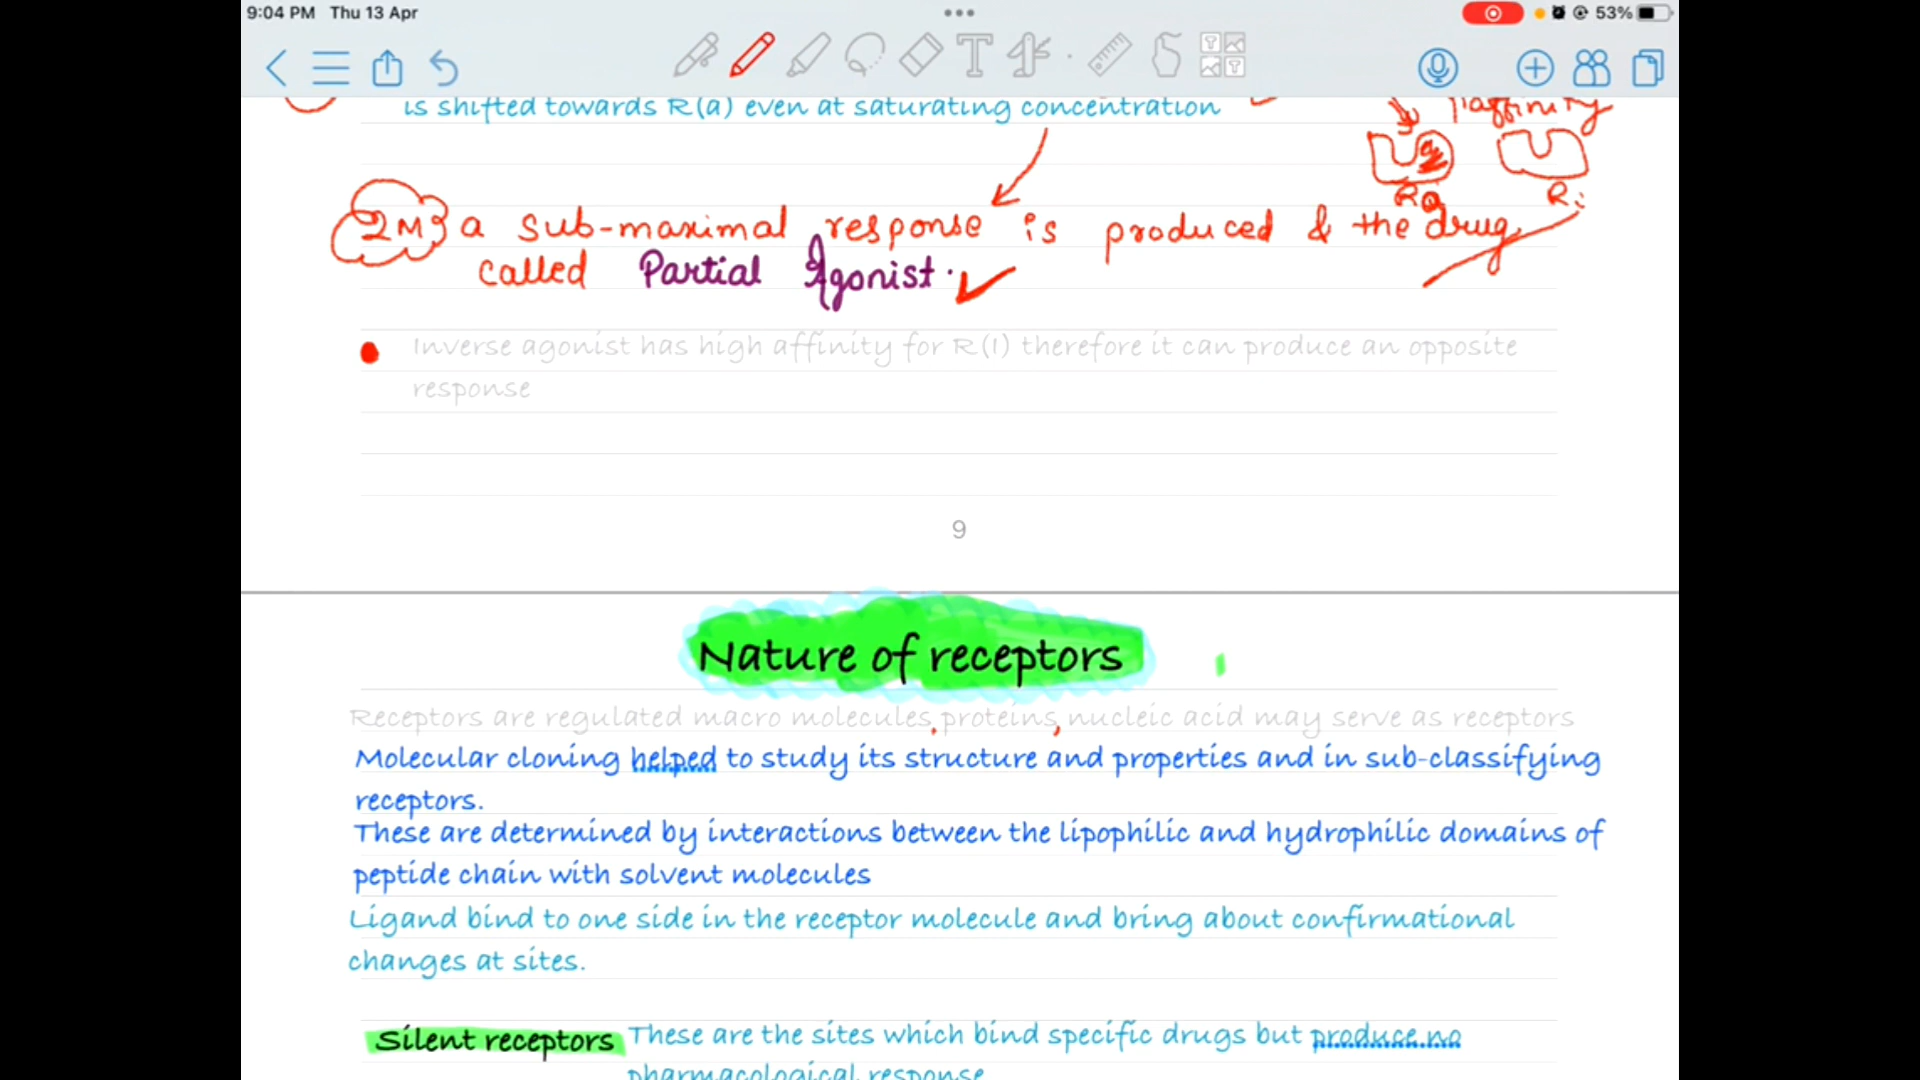 9:04 PM Thu 13 Apr
53%
is shifted towards R(a) even at saturating concentration
affinity
Ra
Ri
2M3 a sub-maximal response is produced & the drug
called Partial Agonist.
Inverse agonist has high affinity for R(I) therefore it can produce an opposite
response
9
Nature of receptors
Receptors are regulated macro molecules, proteins, nucleic acid may serve as receptors
Molecular cloning helped to study its structure and properties and in sub-classifying
receptors.
These are determined by interactions between the lipophilic and hydrophilic domains of
peptide chain with solvent molecules
Ligand bind to one side in the receptor molecule and bring about confirmational
changes at sites.
Silent receptors These are the sites which bind specific drugs but produce no
pharmacological response